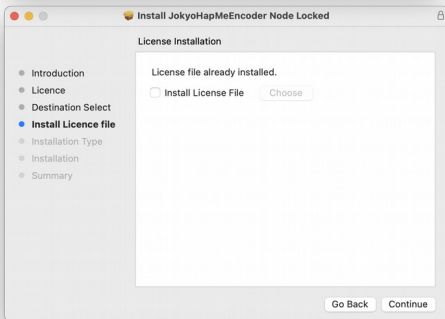 Install JokyoHapMeEncoder Node Locked
License Installation
Introduction
Licence
Destination Select
Install Licence file
Installation Type
Installation
Summary
License file already installed.
Install License File
Choose
Go Back
Continue